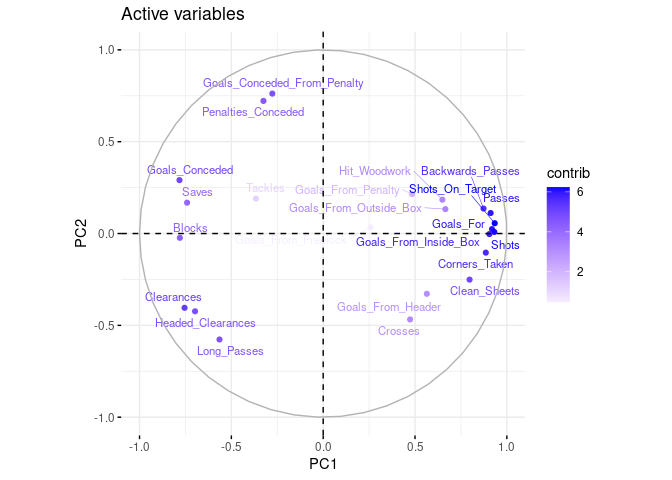 Active variables
1.0
Goals_Conceded_From_Penalty
Penalties_Conceded
0.5
Goals_Conceded
Hit_Woodwork
Backwards_Passes
Tackles
Goals_From_Penalty
Shots_On_Target
Saves
Passes
Goals_From_Outside_Box
Goals_For
Blocks
0.0
Goals_From_Inside_Box
Shots
Corners_Taken
Clean_Sheets
Clearances
Goals_From_Header
Headed_Clearances
Crosses
Long_Passes
-0.5
-1.0
PC2
-1.0
-0.5
0.0
0.5
1.0
PC1
contrib
6
4
2